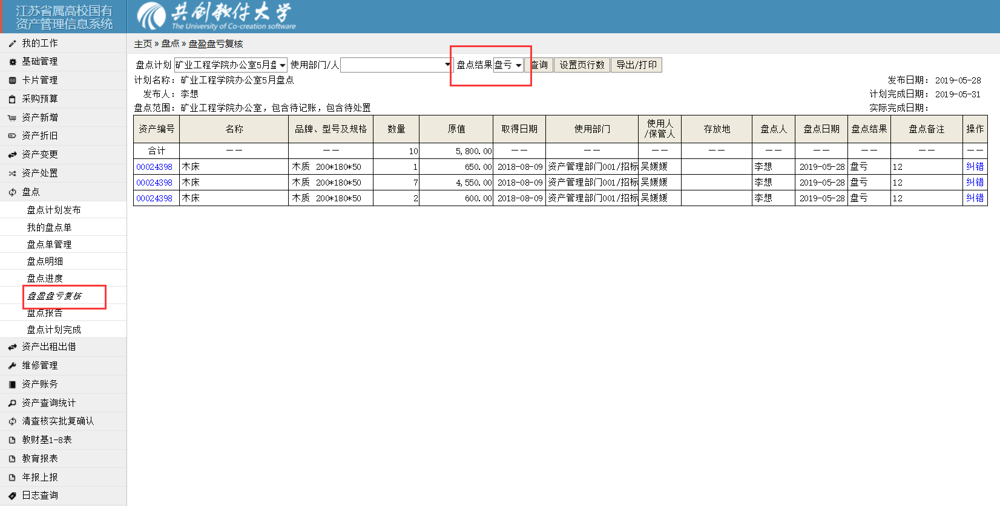 江苏省属高校国有
资产管理信息系统
共创软件大学
The University of Co-creation software
我的工作
基础管理
卡片管理
采购预算
资产新增
资产折旧
资产变更
资产处置
盘点
盘点计划发布
我的盘点单
盘点单管理
盘点明细
盘点进度
盘盈盘亏复核
盘点报告
盘点计划完成
资产出租出借
维修管理
资产账务
资产查询统计
清查核实批复确认
教财基1-8表
教育报表
年报上报
日志查询
主页 » 盘点 » 盘盈盘亏复核
盘点计划 矿业工程学院办公室5月盘 使用部门/人 盘点结果 盘亏 查询 设置页行数 导出/打印
计划名称：矿业工程学院办公室5月盘点 发布日期：2019-05-28
发布人：李想 计划完成日期：2019-05-31
盘点范围：矿业工程学院办公室，包含待记账，包含待处置 实际完成日期：
资产编号 名称 品牌、型号及规格 数量 原值 取得日期 使用部门 使用人/保管人 存放地 盘点人 盘点日期 盘点结果 盘点备注 操作
合计 —— —— 10 5,800.00 —— —— —— —— —— —— —— —— ——
00024398 木床 木质 200*180*50 1 650.00 2018-08-09 资产管理部门001/招标 吴媛媛 李想 2019-05-28 盘亏 12 纠错
00024398 木床 木质 200*180*50 7 4,550.00 2018-08-09 资产管理部门001/招标 吴媛媛 李想 2019-05-28 盘亏 12 纠错
00024398 木床 木质 200*180*50 2 600.00 2018-08-09 资产管理部门001/招标 吴媛媛 李想 2019-05-28 盘亏 12 纠错